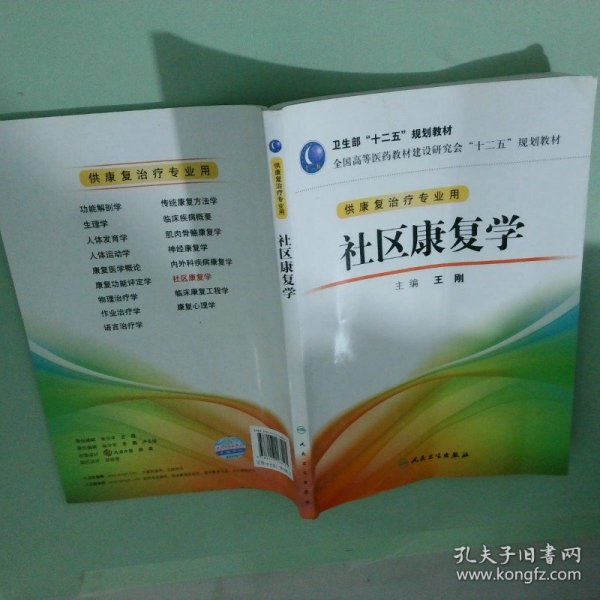 卫生部“十二五”规划教材
全国高等医药教材建设研究会“十二五”规划教材
供康复治疗专业用
社区康复学
主编 王刚
人民卫生出版社
供康复治疗专业用
社区康复学
供康复治疗专业用
功能解剖学
生理学
人体发育学
人体运动学
康复医学概论
康复功能评定学
物理治疗学
作业治疗学
语言治疗学
传统康复方法学
临床疾病概要
肌肉骨骼康复学
神经康复学
内外科疾病康复学
社区康复学
临床康复工程学
康复心理学
孔夫子旧书网
www.kongfz.com